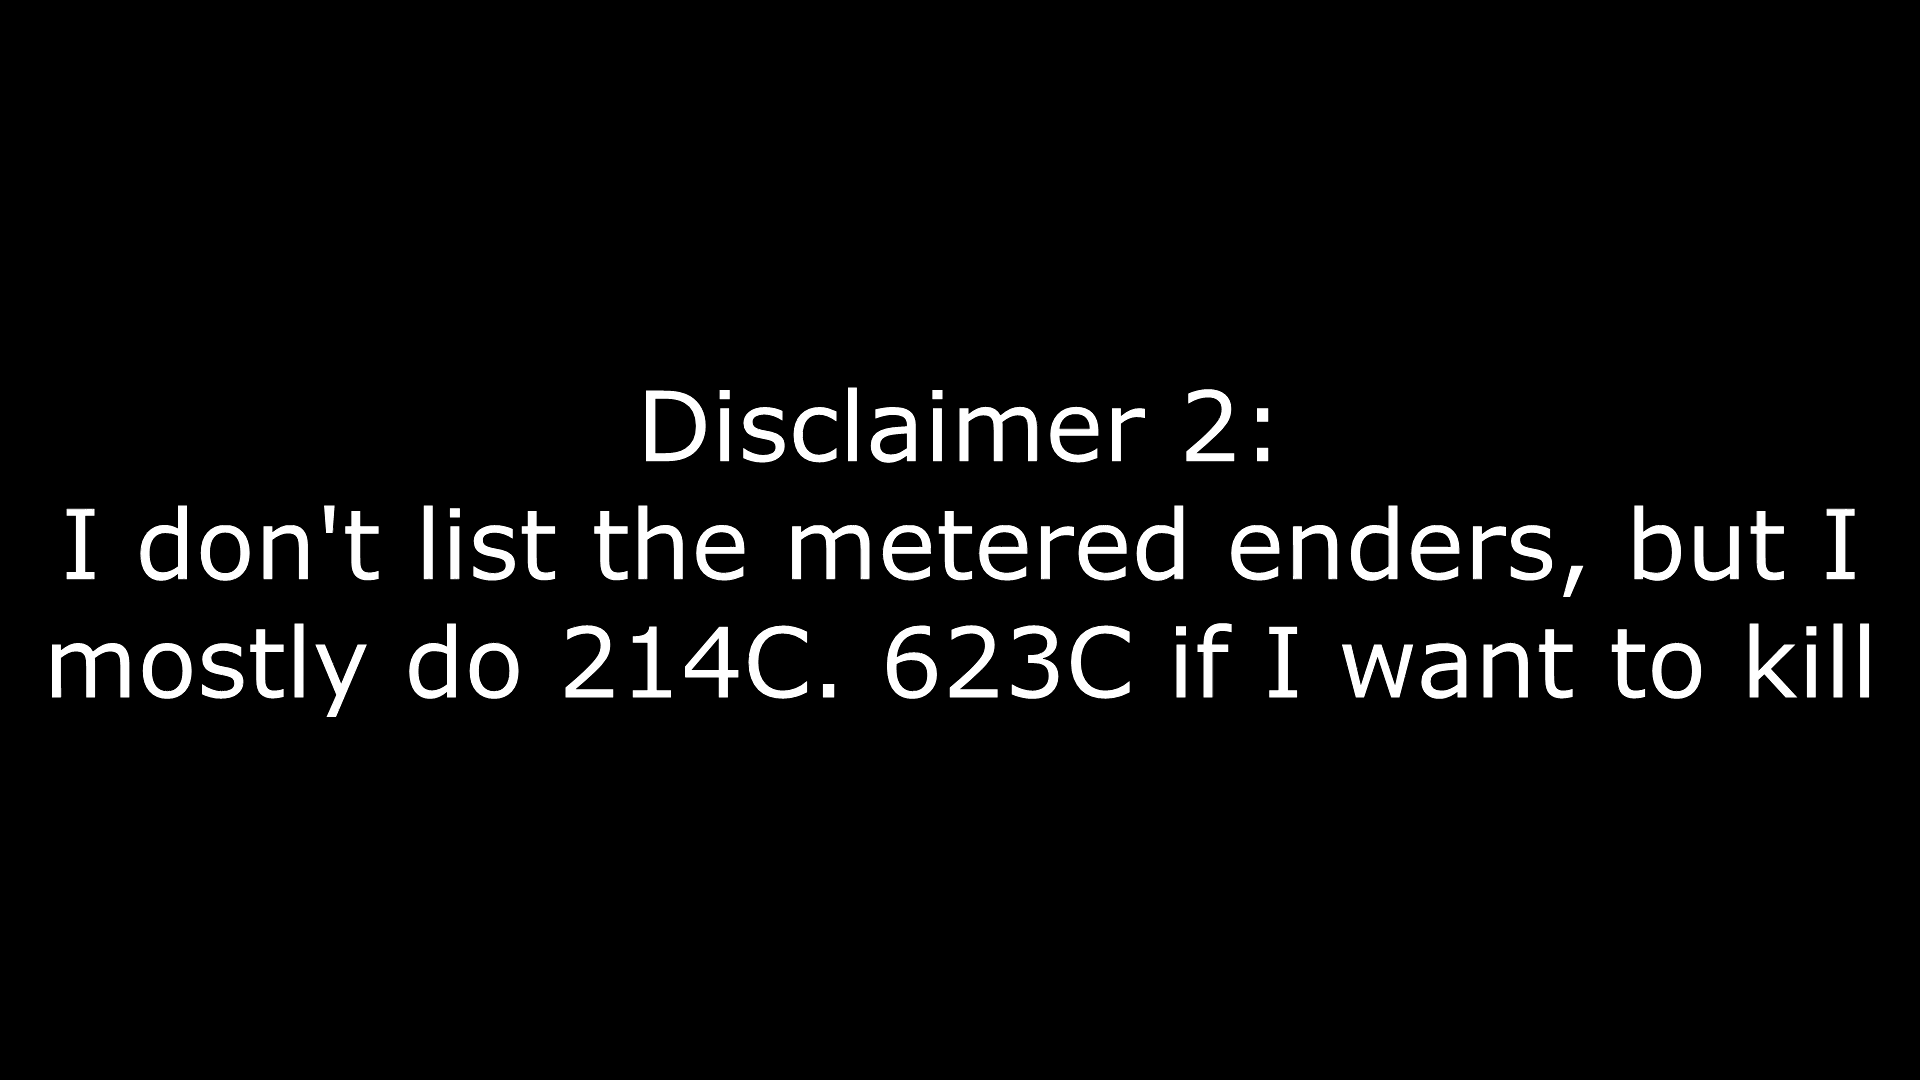 Disclaimer 2:
I don't list the metered enders, but I
mostly do 214C. 623C if I want to kill